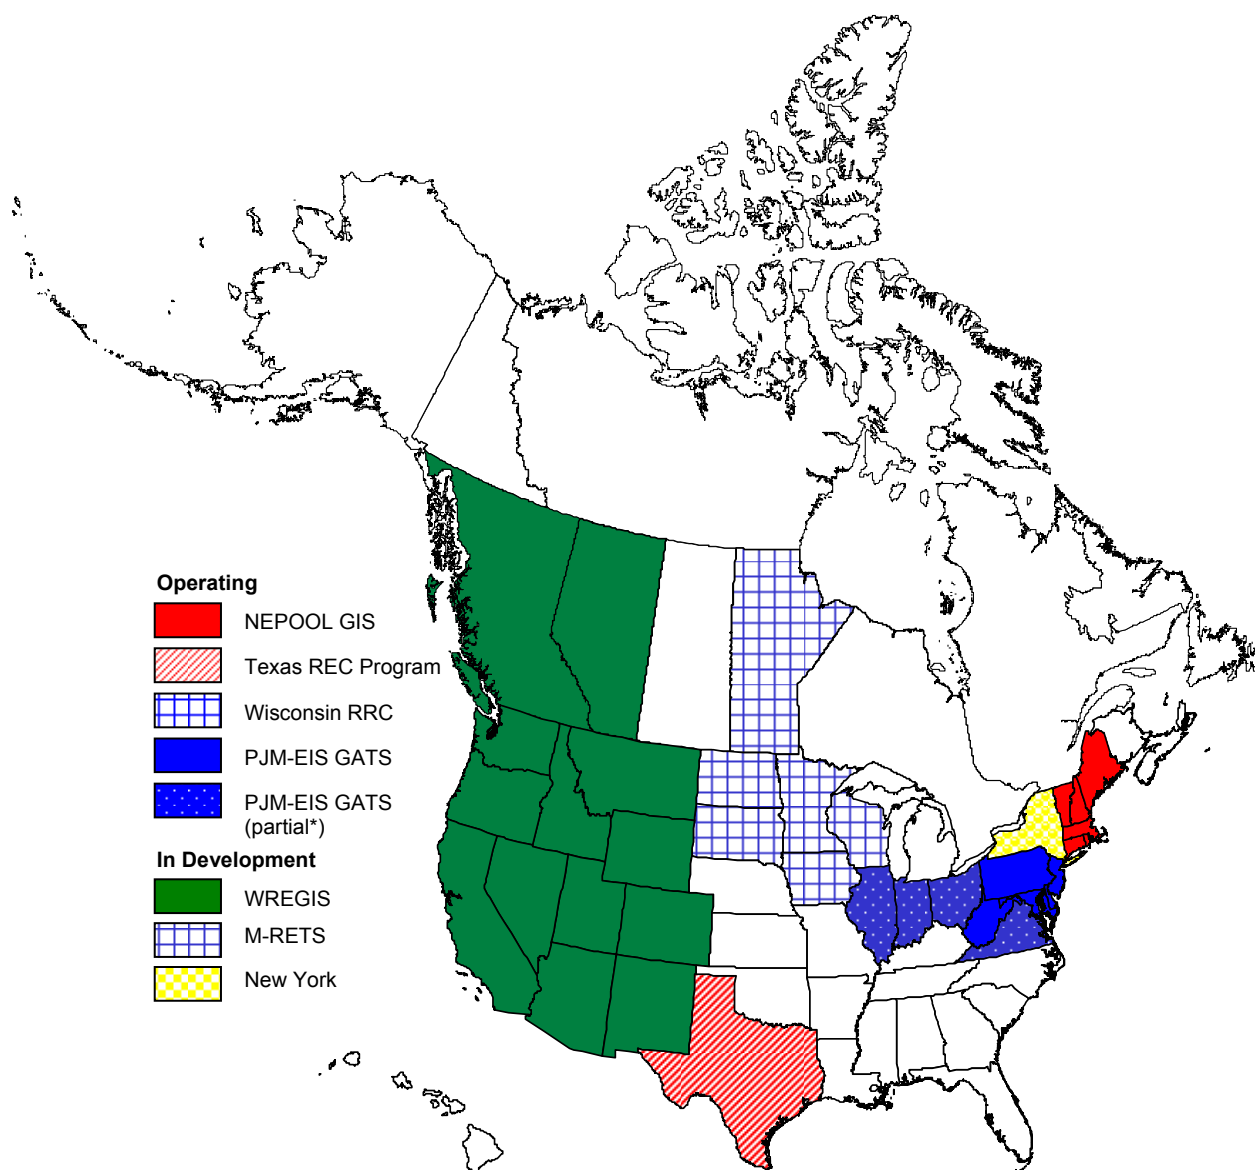 Operating
NEPOOL GIS
Texas REC Program
Wisconsin RRC
PJM-EIS GATS
PJM-EIS GATS
(partial*)
In Development
WREGIS
M-RETS
New York